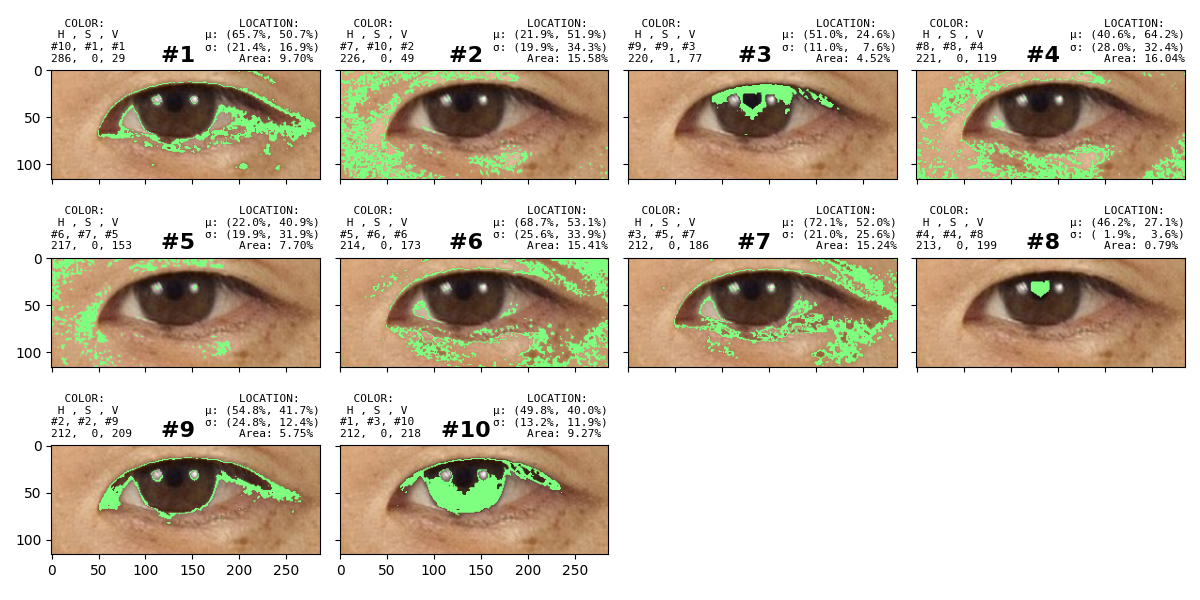 COLOR: LOCATION:
H , S , V μ: (65.7%, 50.7%)
#10, #1, #1 σ: (21.4%, 16.9%)
286, 0, 29 #1 Area: 9.70%
COLOR: LOCATION:
H , S , V μ: (21.9%, 51.9%)
#7, #10, #2 σ: (19.9%, 34.3%)
226, 0, 49 #2 Area: 15.58%
COLOR: LOCATION:
H , S , V μ: (51.0%, 24.6%)
#9, #9, #3 σ: (11.0%, 7.6%)
220, 1, 77 #3 Area: 4.52%
COLOR: LOCATION:
H , S , V μ: (40.6%, 64.2%)
#8, #8, #4 σ: (28.0%, 32.4%)
221, 0, 119 #4 Area: 16.04%
0
50
100
COLOR: LOCATION:
H , S , V μ: (22.0%, 40.9%)
#6, #7, #5 σ: (19.9%, 31.9%)
217, 0, 153 #5 Area: 7.70%
COLOR: LOCATION:
H , S , V μ: (68.7%, 53.1%)
#5, #6, #6 σ: (25.6%, 33.9%)
214, 0, 173 #6 Area: 15.41%
COLOR: LOCATION:
H , S , V μ: (72.1%, 52.0%)
#3, #5, #7 σ: (21.0%, 25.6%)
212, 0, 186 #7 Area: 15.24%
COLOR: LOCATION:
H , S , V μ: (46.2%, 27.1%)
#4, #4, #8 σ: ( 1.9%, 3.6%)
213, 0, 199 #8 Area: 0.79%
0
50
100
COLOR: LOCATION:
H , S , V μ: (54.8%, 41.7%)
#2, #2, #9 σ: (24.8%, 12.4%)
212, 0, 209 #9 Area: 5.75%
COLOR: LOCATION:
H , S , V μ: (49.8%, 40.0%)
#1, #3, #10 σ: (13.2%, 11.9%)
212, 0, 218 #10 Area: 9.27%
0
50
100
0 50 100 150 200 250
0 50 100 150 200 250